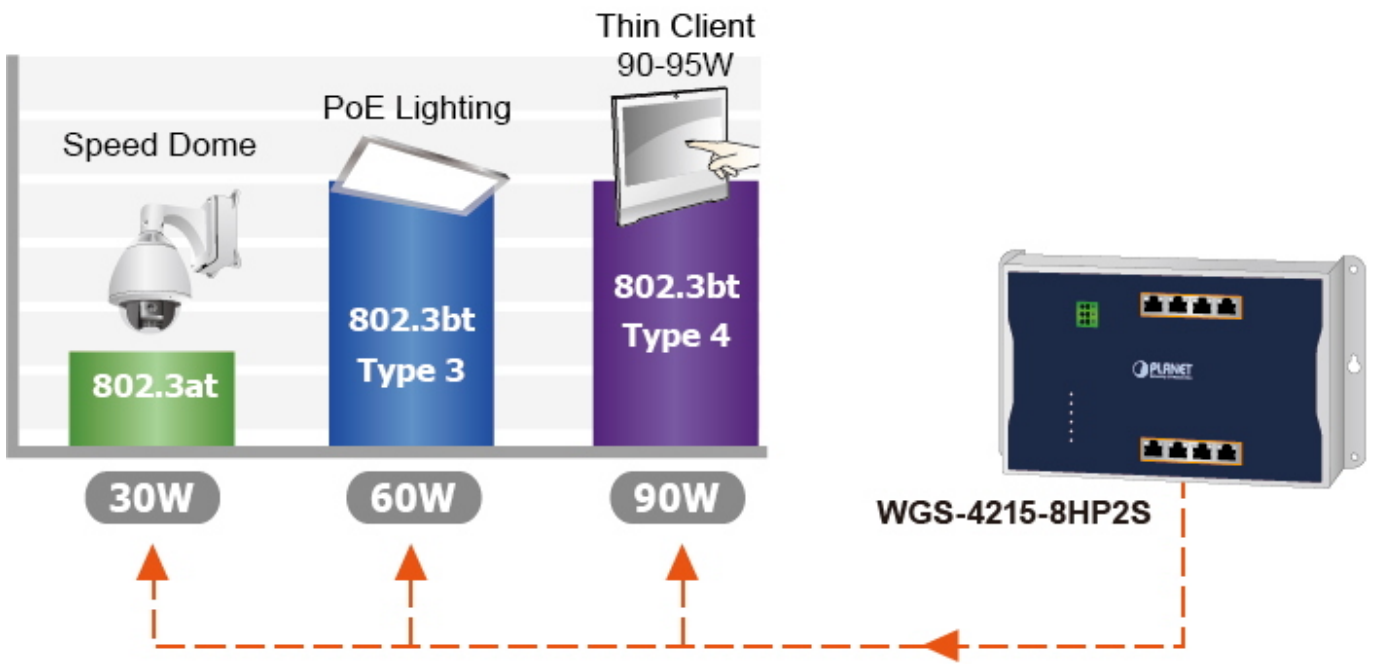 Thin Client
90-95W
PoE Lighting
Speed Dome
802.3at
802.3bt
Type 3
802.3bt
Type 4
30W
60W
90W
PLANET
WGS-4215-8HP2S